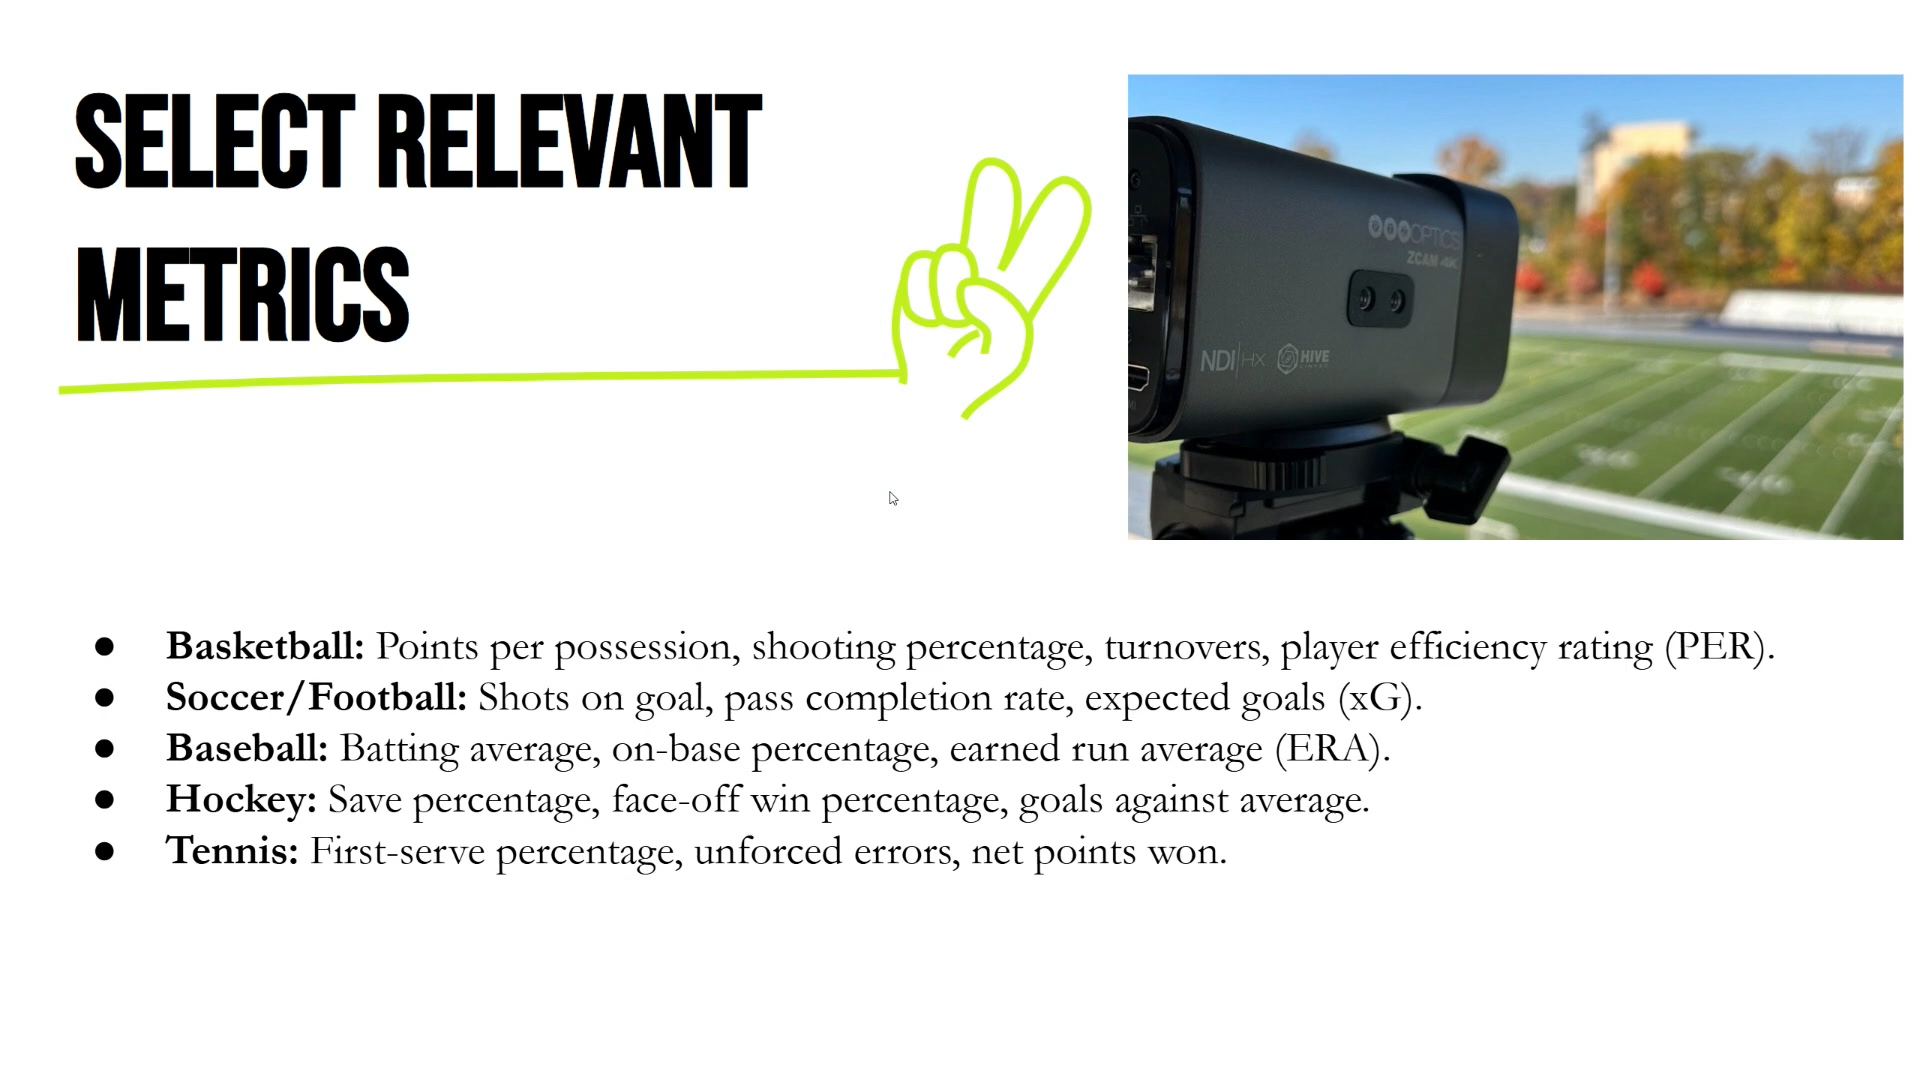 SELECT RELEVANT
METRICS
OPTICS
ZCAM 4K
NDI|HX HIVE
● Basketball: Points per possession, shooting percentage, turnovers, player efficiency rating (PER).
● Soccer/Football: Shots on goal, pass completion rate, expected goals (xG).
● Baseball: Batting average, on-base percentage, earned run average (ERA).
● Hockey: Save percentage, face-off win percentage, goals against average.
● Tennis: First-serve percentage, unforced errors, net points won.